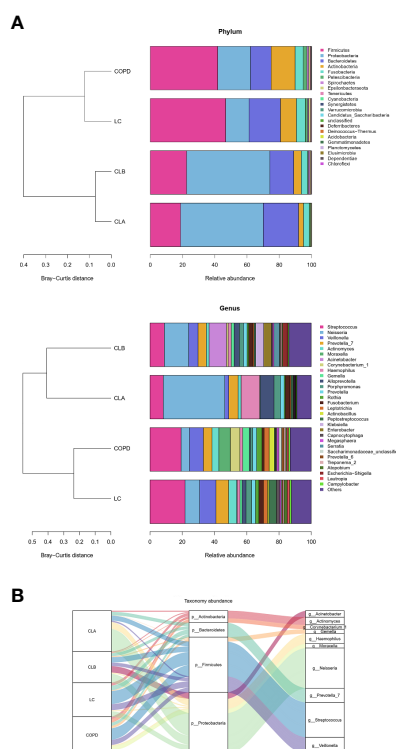 A
Phylum
COPD
LC
CLB
CLA
0.4 0.3 0.2 0.1 0.0
Bray-Curtis distance
0 20 40 60 80 100
Relative abundance
Firmicutes
Proteobacteria
Bacteroidetes
Actinobacteria
Fusobacteria
Patescibacteria
Spirochaetes
Epsilonbacteraeota
Tenericutes
Cyanobacteria
Synergistetes
Verrucomicrobia
Candidatus_Saccharibacteria
unclassified
Deferribacteres
Deinococcus-Thermus
Acidobacteria
Gemmatimonadetes
Planctomycetes
Elusimicrobia
Dependentiae
Chloroflexi
Genus
CLB
CLA
COPD
LC
0.5 0.4 0.3 0.2 0.1 0.0
Bray-Curtis distance
0 20 40 60 80 100
Relative abundance
Streptococcus
Neisseria
Veillonella
Prevotella_7
Actinomyces
Moraxella
Acinetobacter
Corynebacterium_1
Haemophilus
Gemella
Alloprevotella
Porphyromonas
Prevotella
Rothia
Fusobacterium
Leptotrichia
Actinobacillus
Peptostreptococcus
Klebsiella
Enterobacter
Capnocytophaga
Megasphaera
Serratia
Saccharimonadaceae_unclassified
Prevotella_6
Treponema_2
Atopobium
Escherichia-Shigella
Lautropia
Campylobacter
Others
B
Taxonomy abundance
CLA
CLB
LC
COPD
p__Actinobacteria
p__Bacteroidetes
p__Firmicutes
p__Proteobacteria
g__Acinetobacter
g__Actinomyces
g__Corynebacterium_1
g__Gemella
g__Haemophilus
g__Moraxella
g__Neisseria
g__Prevotella_7
g__Streptococcus
g__Veillonella